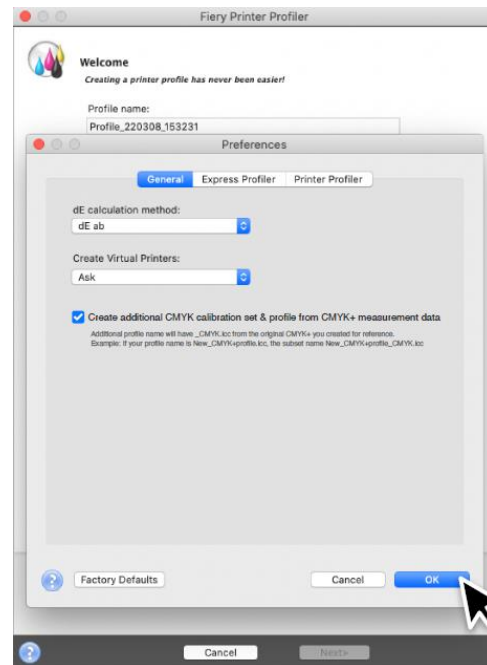 Fiery Printer Profiler
Welcome
Creating a printer profile has never been easier!
Profile name:
Profile_220308_153231
Preferences
General Express Profiler Printer Profiler
dE calculation method:
dE ab
Create Virtual Printers:
Ask
Create additional CMYK calibration set & profile from CMYK+ measurement data
Additional profile name will have _CMYK.icc from the original CMYK+ you created for reference.
Example: If your profile name is New_CMYK+profile.icc, the subset name New_CMYK+profile_CMYK.icc
? Factory Defaults Cancel OK
? Cancel Next>